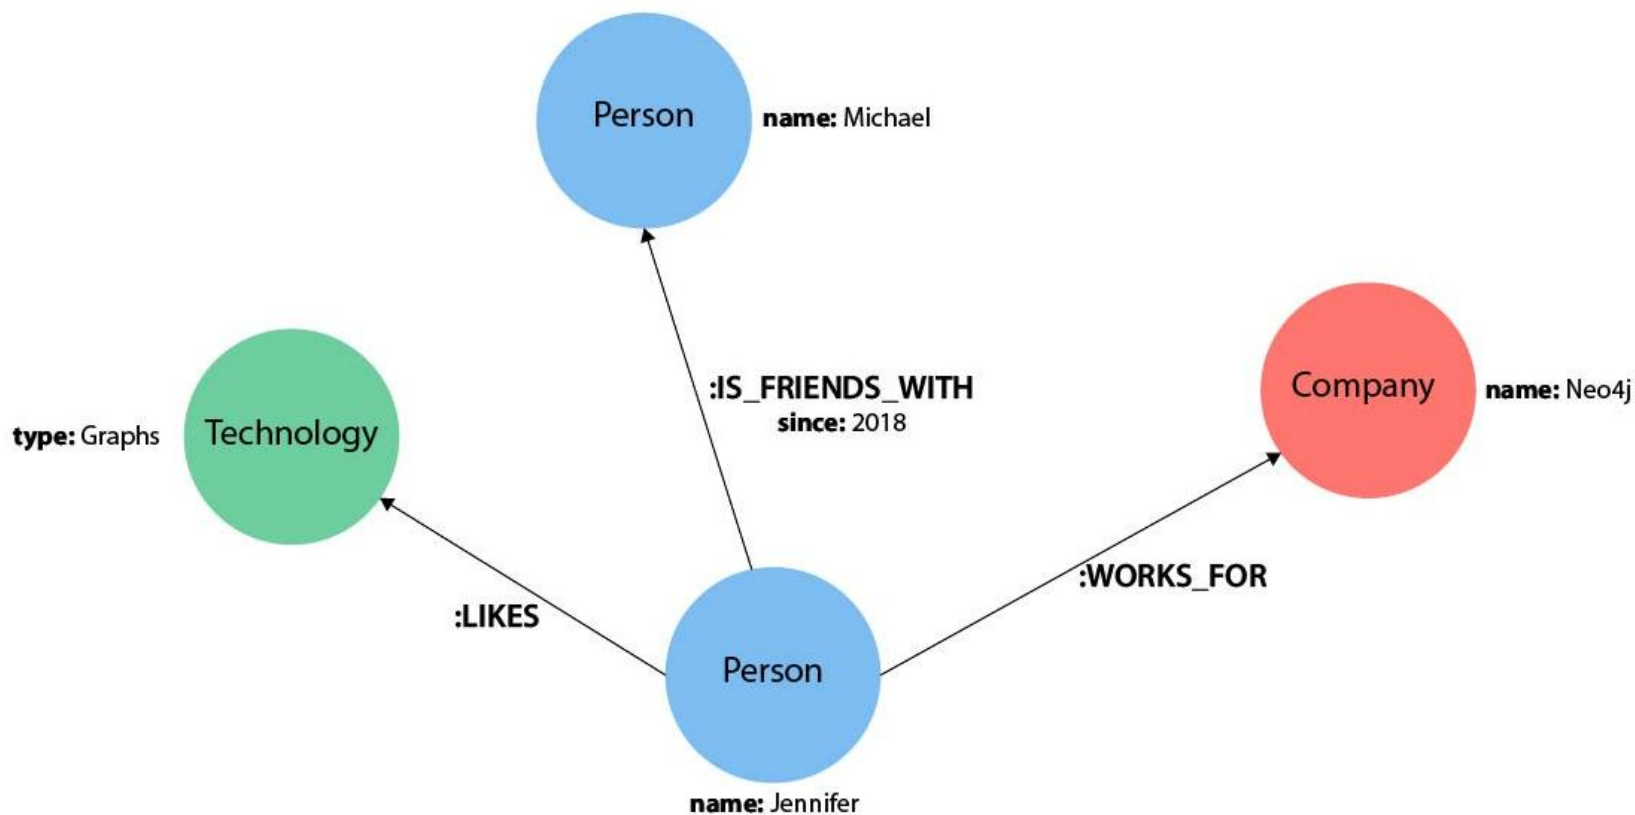 Person
name: Michael
:IS_FRIENDS_WITH
since: 2018
Company
name: Neo4j
type: Graphs
Technology
:WORKS_FOR
:LIKES
Person
name: Jennifer